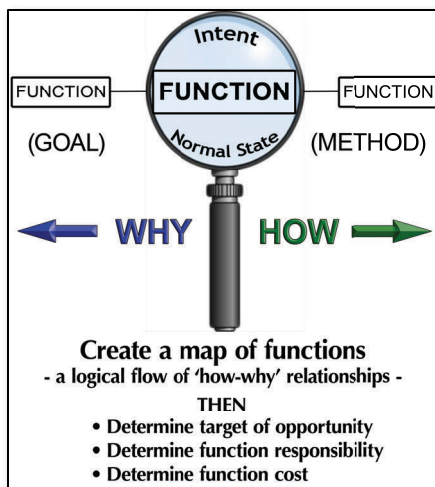 Intent
FUNCTION
FUNCTION
FUNCTION
(GOAL)
Normal State
(METHOD)
WHY
HOW
Create a map of functions
- a logical flow of ‘how-why’ relationships -
THEN
• Determine target of opportunity
• Determine function responsibility
• Determine function cost